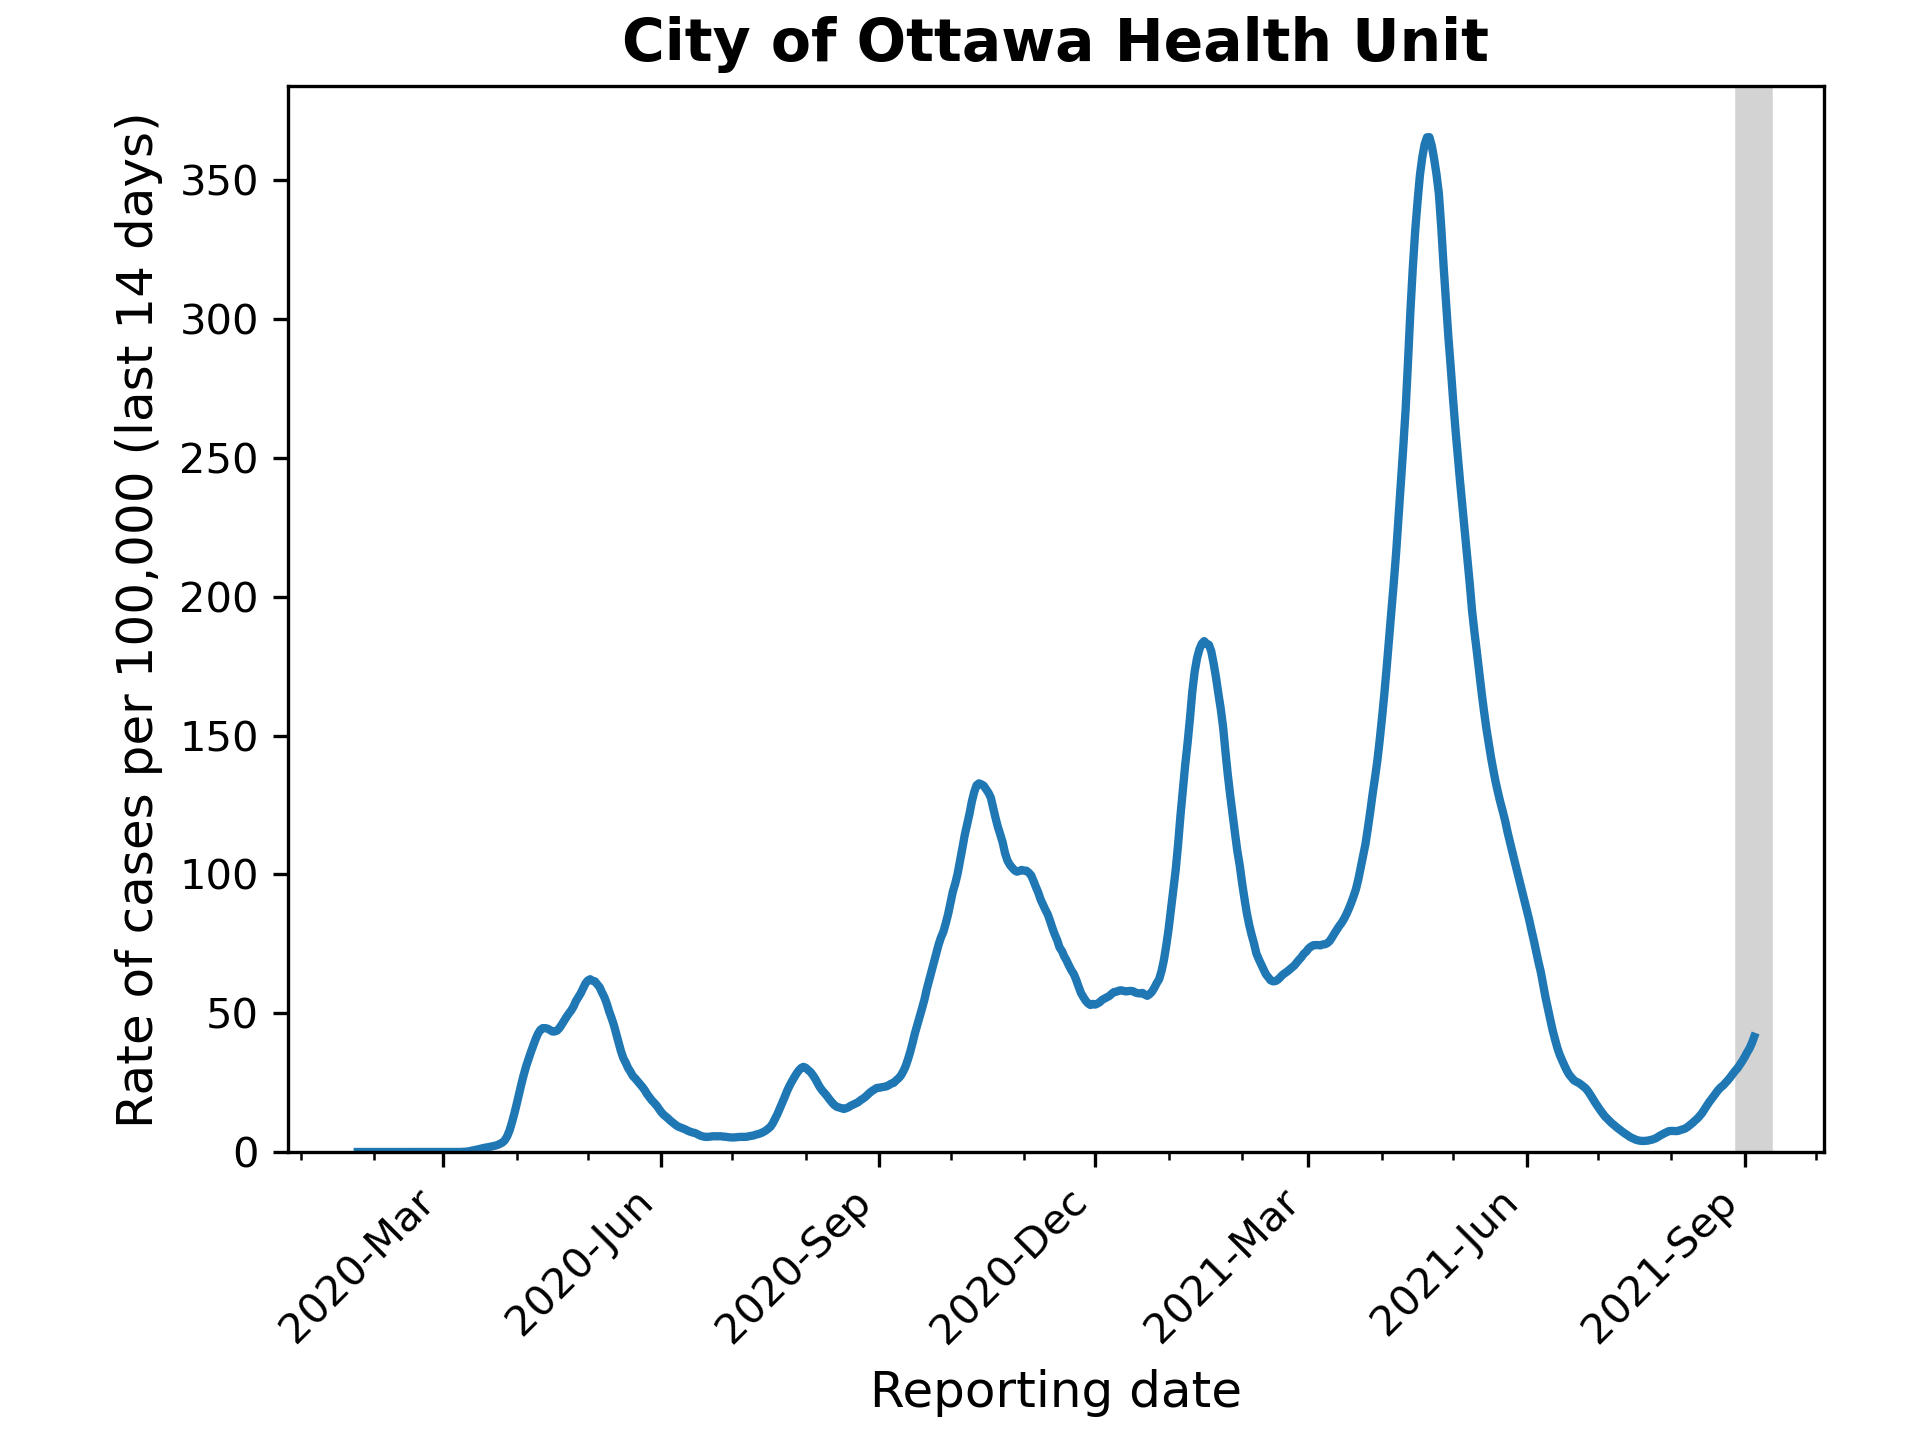 City of Ottawa Health Unit
Rate of cases per 100,000 (last 14 days)
350
300
250
200
150
100
50
0
2020-Mar
2020-Jun
2020-Sep
2020-Dec
2021-Mar
2021-Jun
2021-Sep
Reporting date